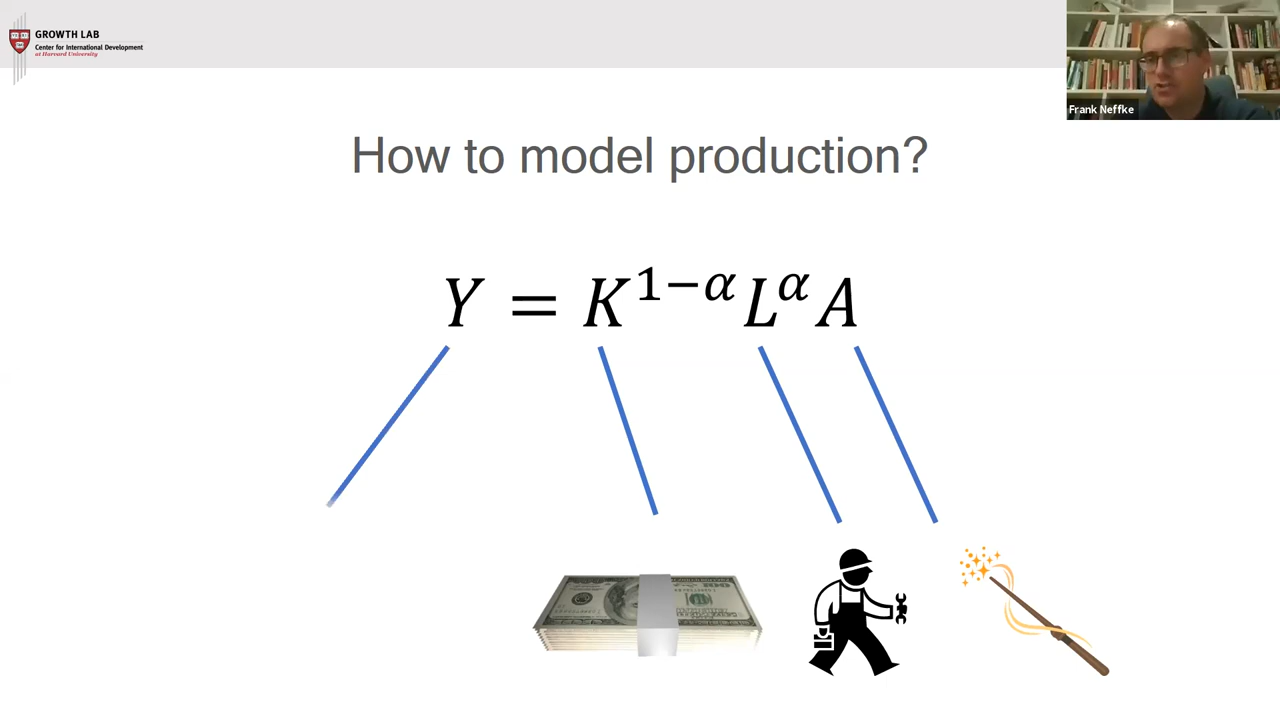 GROWTH LAB
Center for International Development
at Harvard University
Frank Neffke
How to model production?
Y = K^{1−α}L^{α}A